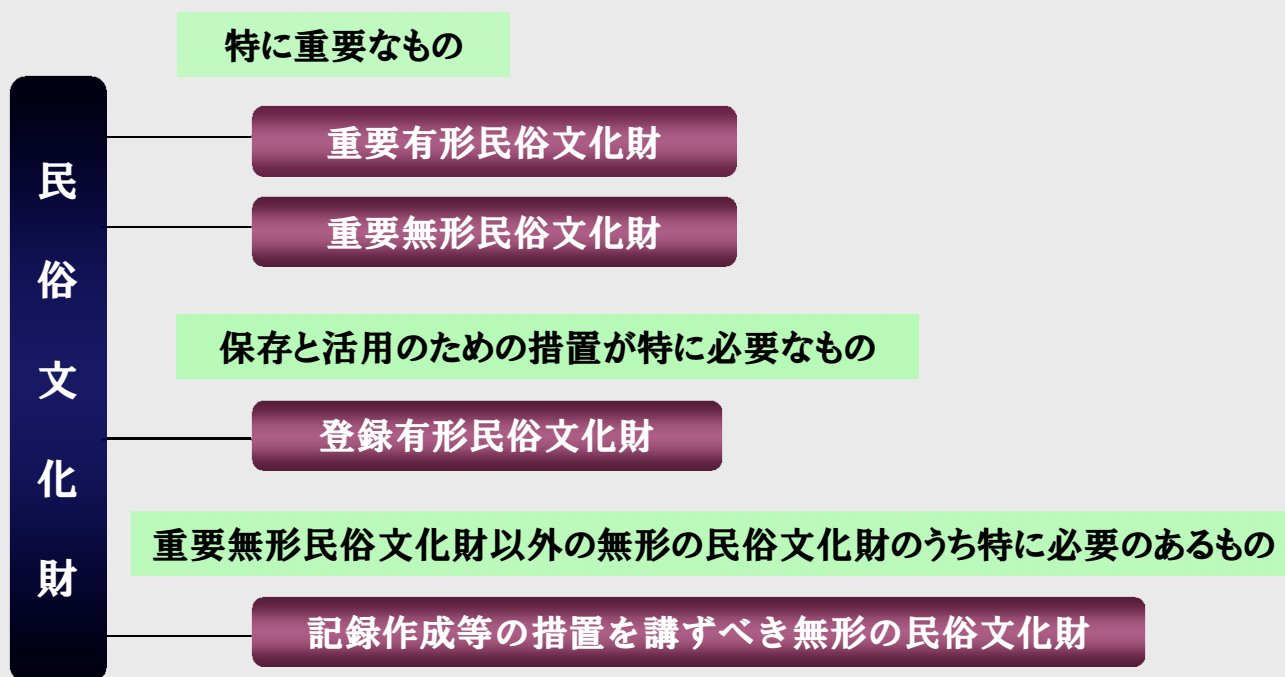 民俗文化財
特に重要なもの
重要有形民俗文化財
重要無形民俗文化財
保存と活用のための措置が特に必要なもの
登録有形民俗文化財
重要無形民俗文化財以外の無形の民俗文化財のうち特に必要のあるもの
記録作成等の措置を講ずべき無形の民俗文化財